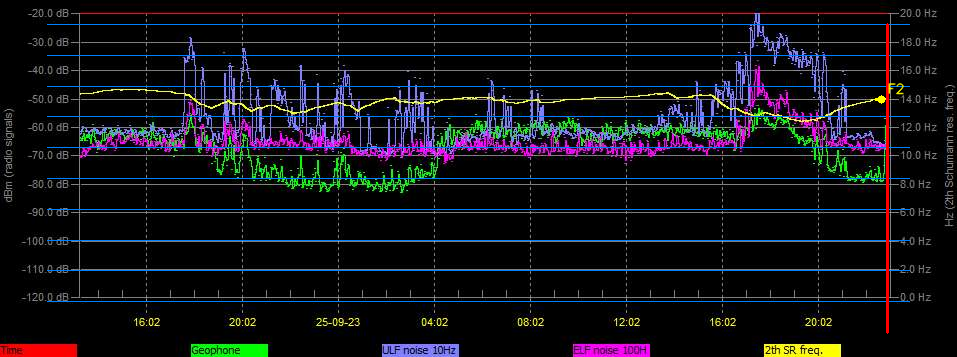 -20.0 dB
20.0 Hz
-30.0 dB
18.0 Hz
-40.0 dB
16.0 Hz
-50.0 dB
F2
14.0 Hz
-60.0 dB
12.0 Hz
-70.0 dB
10.0 Hz
-80.0 dB
8.0 Hz
-90.0 dB
6.0 Hz
-100.0 dB
4.0 Hz
-110.0 dB
2.0 Hz
-120.0 dB
0.0 Hz
dBm (radio signals)
Hz (2th Schumann res. freq.)
16:02 20:02 25-09-23 04:02 08:02 12:02 16:02 20:02
Time Geophone ULF noise 10Hz ELF noise 100H 2th SR freq.